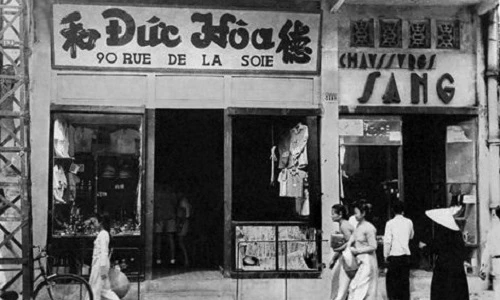 和 Đức Hòa 德
90 RUE DE LA SOIE
CHAUSSURES
SANG